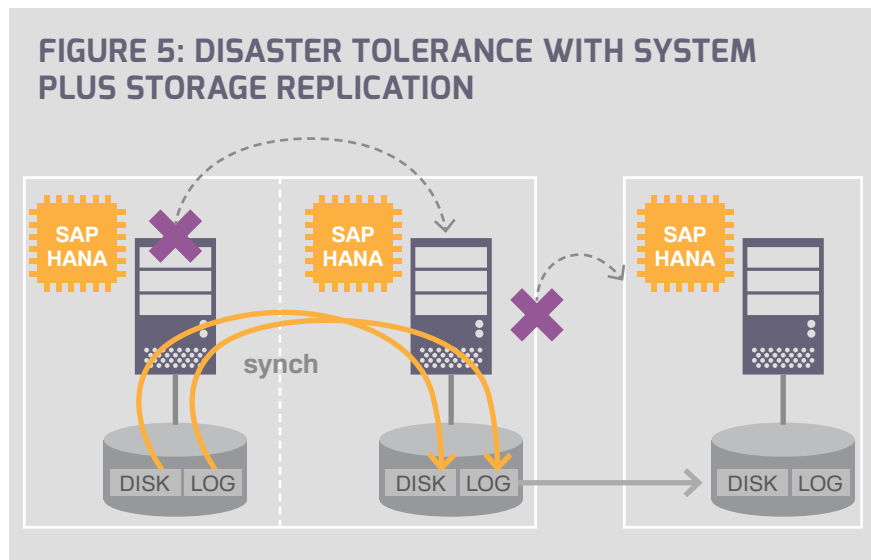 FIGURE 5: DISASTER TOLERANCE WITH SYSTEM
PLUS STORAGE REPLICATION
SAP
HANA
SAP
HANA
SAP
HANA
synch
DISK LOG
DISK LOG
DISK LOG